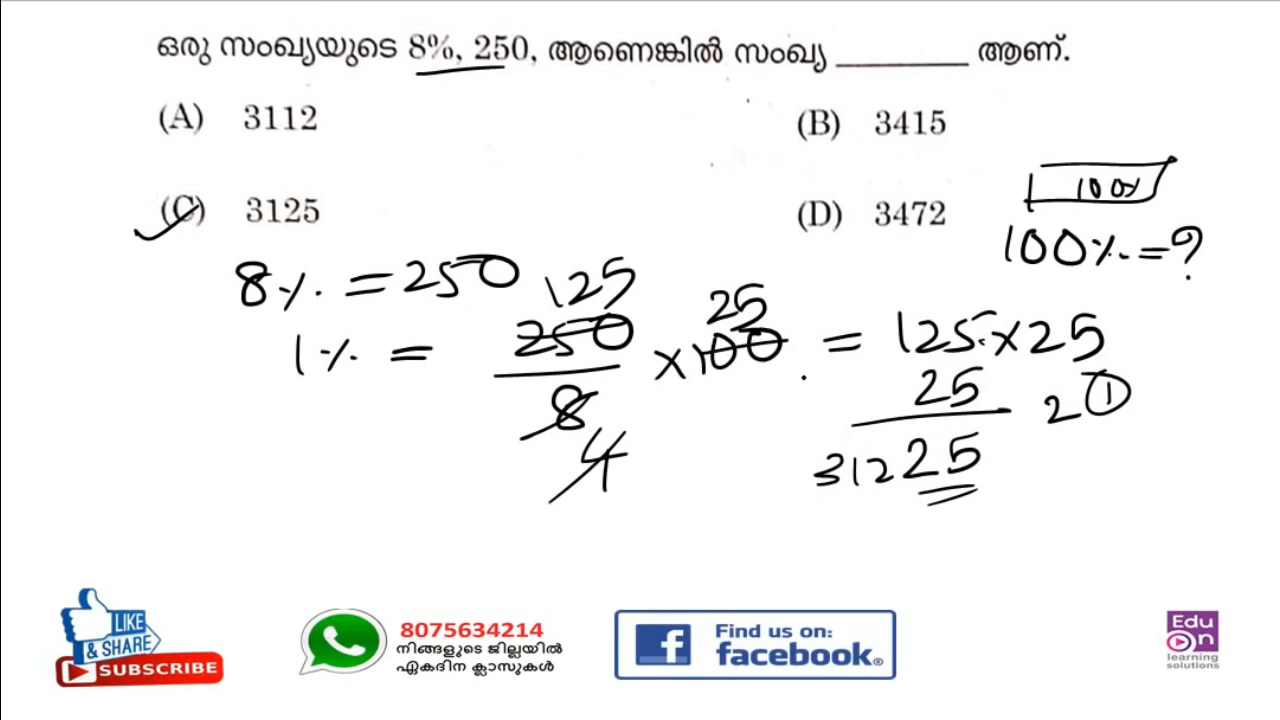 ഒരു സംഖ്യയുടെ 8%, 250, ആണെങ്കിൽ സംഖ്യ ________ ആണ്.
(A) 3112
(B) 3415
(C) 3125
(D) 3472
100%
100% = ?
8% = 250
1% = 250/8 × 100 = 125 × 25
125
25
4
25
2 1
31225
LIKE
& SHARE
SUBSCRIBE
8075634214
നിങ്ങളുടെ ജില്ലയിൽ
ഏകദിന ക്ലാസുകൾ
Find us on:
facebook®
Edu
On
learning
solutions